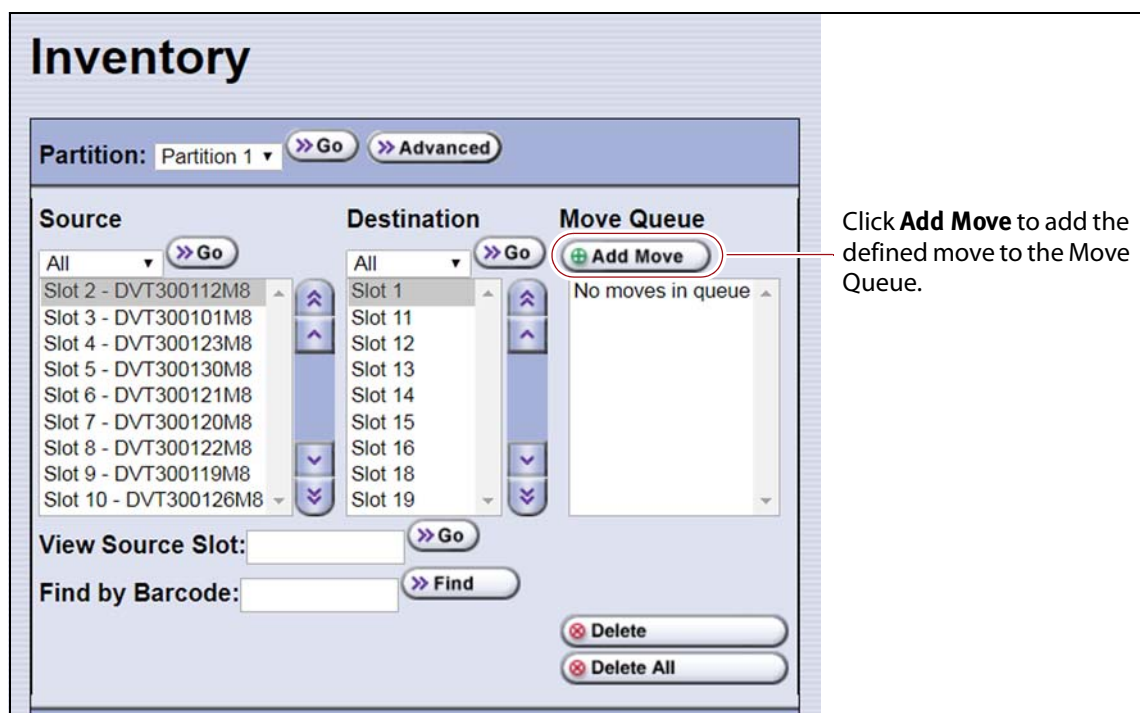 Inventory
Partition: Partition 1 Go Advanced
Source Destination Move Queue
All Go All Go Add Move
Slot 2 - DVT300112M8 Slot 1 No moves in queue
Slot 3 - DVT300101M8 Slot 11
Slot 4 - DVT300123M8 Slot 12
Slot 5 - DVT300130M8 Slot 13
Slot 6 - DVT300121M8 Slot 14
Slot 7 - DVT300120M8 Slot 15
Slot 8 - DVT300122M8 Slot 16
Slot 9 - DVT300119M8 Slot 18
Slot 10 - DVT300126M8 Slot 19
View Source Slot: Go
Find by Barcode: Find
Delete
Delete All
Click Add Move to add the
defined move to the Move
Queue.